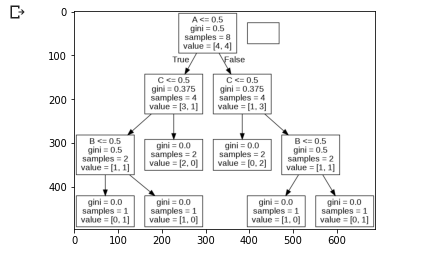 0
100
200
300
400
0
100
200
300
400
500
600
A <= 0.5
gini = 0.5
samples = 8
value = [4, 4]
True
False
C <= 0.5
gini = 0.375
samples = 4
value = [3, 1]
C <= 0.5
gini = 0.375
samples = 4
value = [1, 3]
B <= 0.5
gini = 0.5
samples = 2
value = [1, 1]
gini = 0.0
samples = 2
value = [2, 0]
gini = 0.0
samples = 2
value = [0, 2]
B <= 0.5
gini = 0.5
samples = 2
value = [1, 1]
gini = 0.0
samples = 1
value = [0, 1]
gini = 0.0
samples = 1
value = [1, 0]
gini = 0.0
samples = 1
value = [1, 0]
gini = 0.0
samples = 1
value = [0, 1]